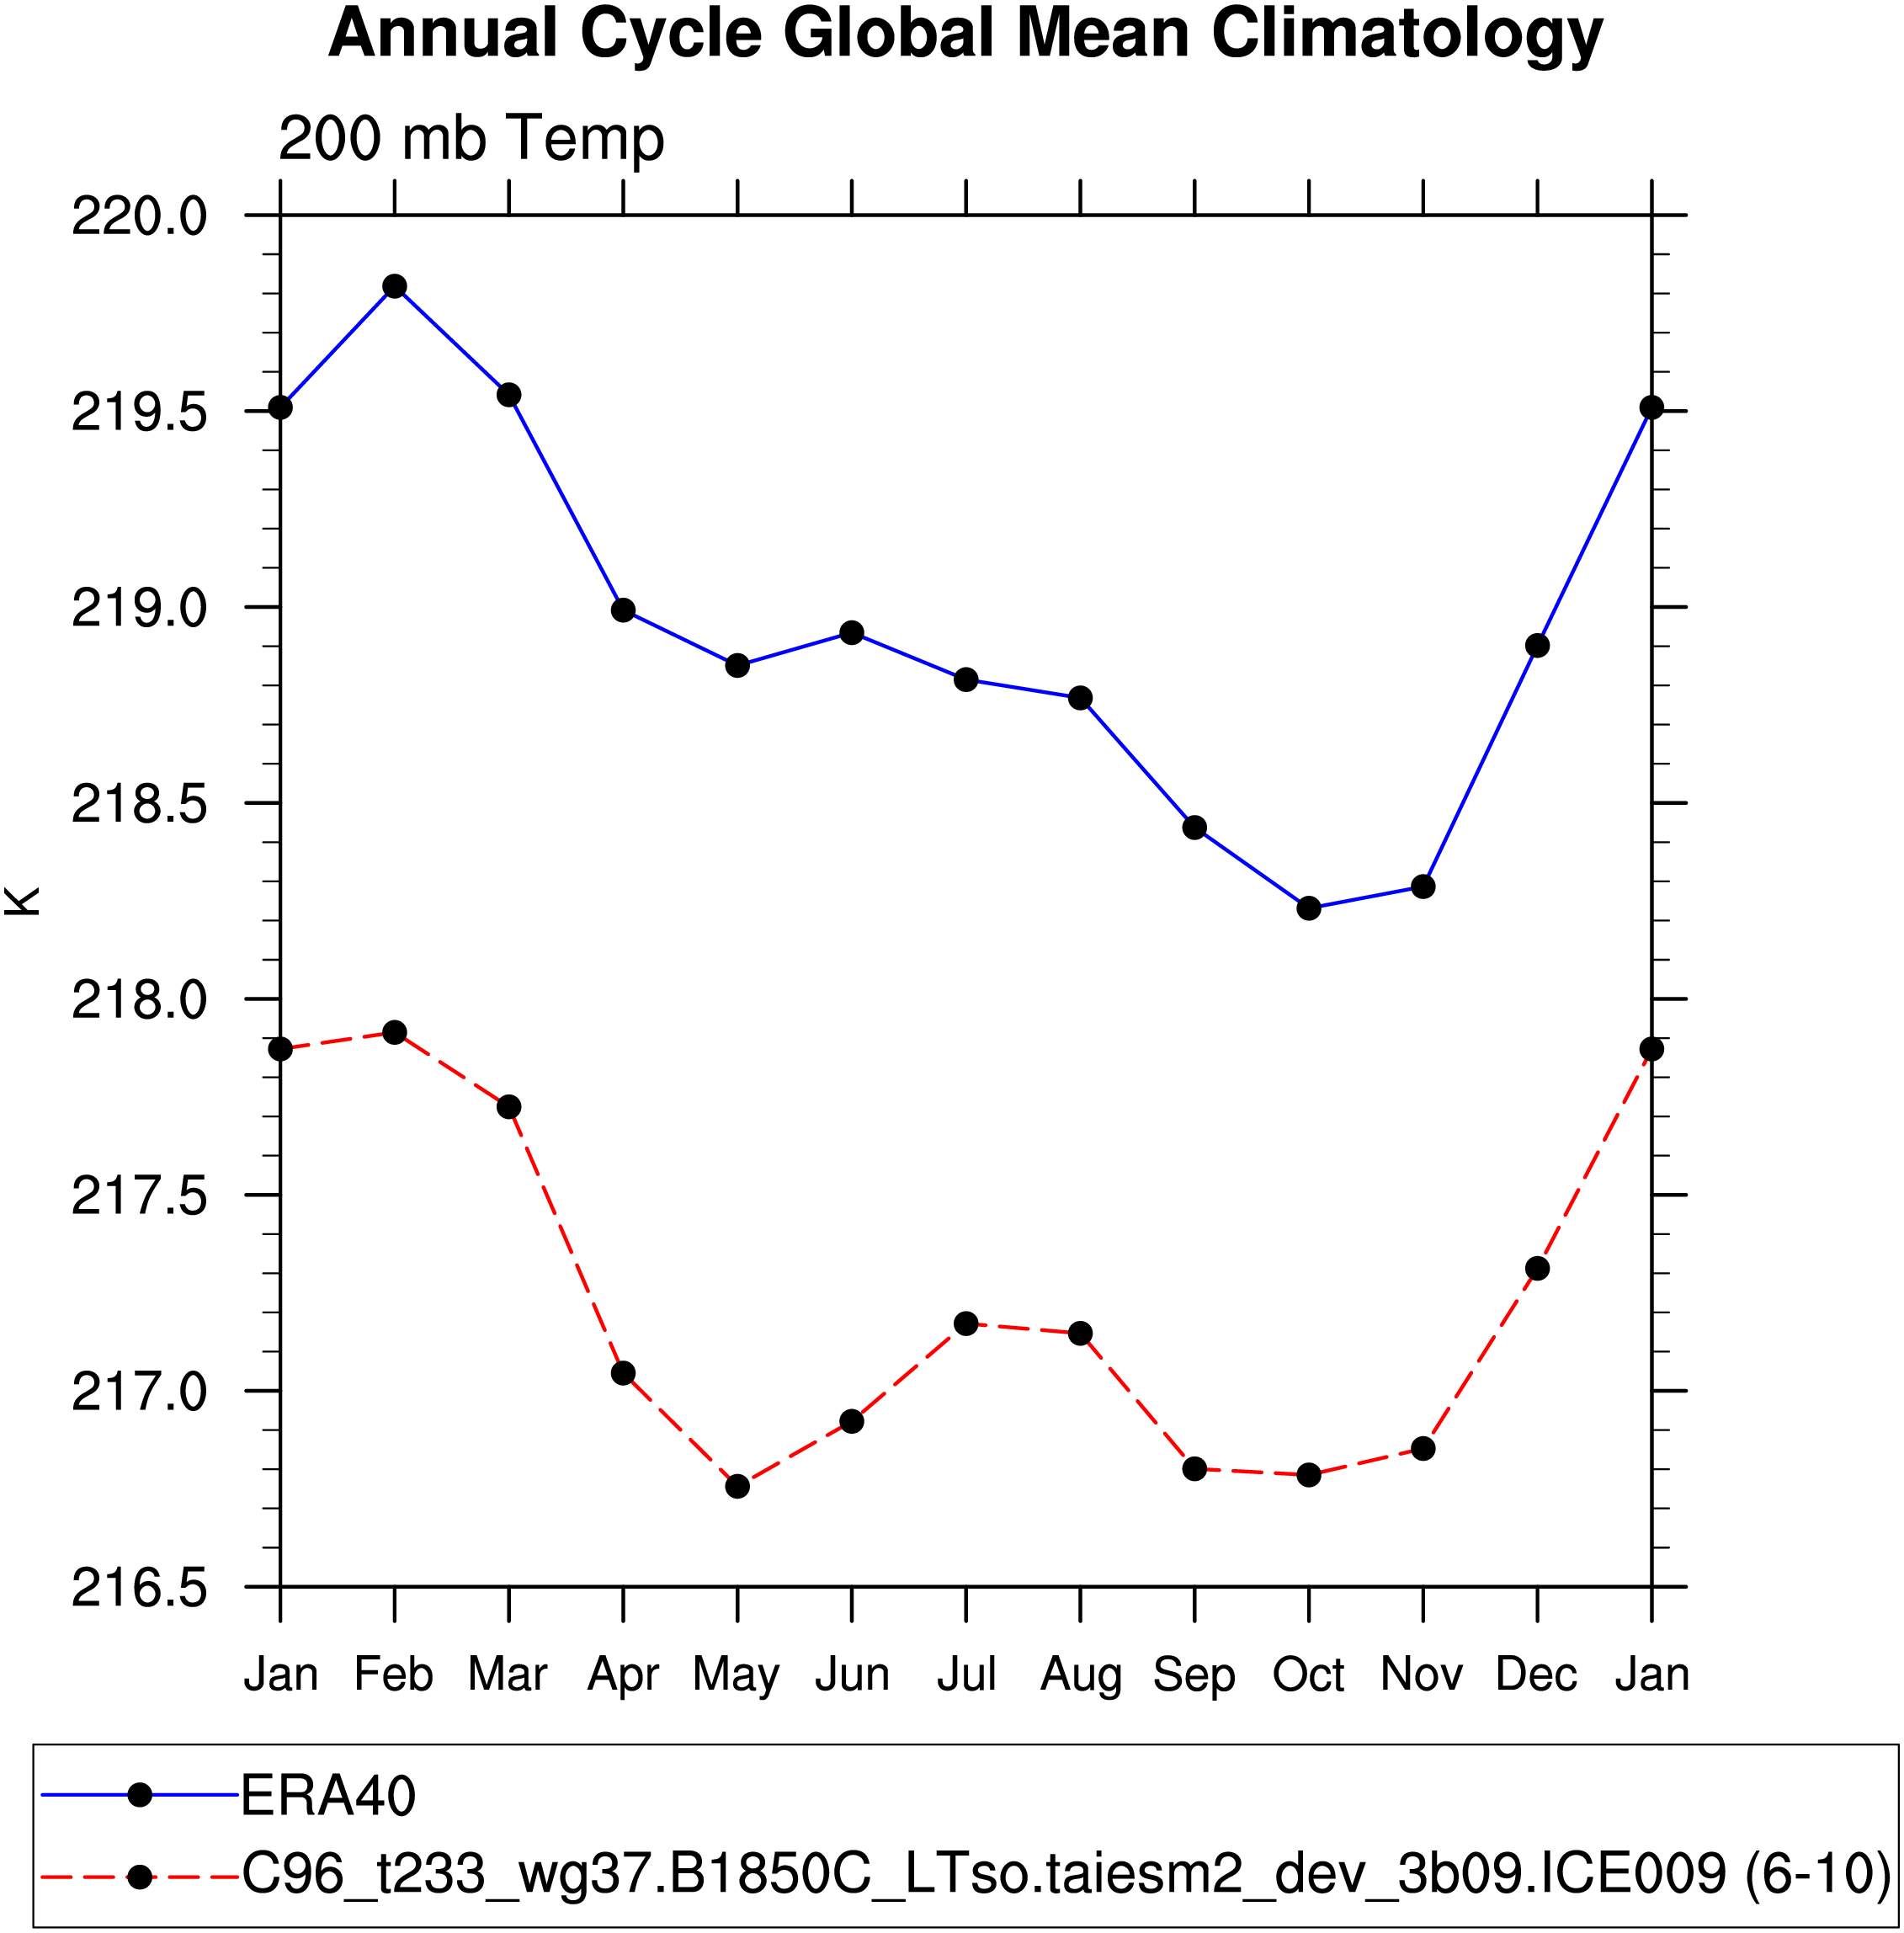 Annual Cycle Global Mean Climatology
200 mb Temp
220.0
219.5
219.0
218.5
218.0
217.5
217.0
216.5
K
Jan Feb Mar Apr May Jun Jul Aug Sep Oct Nov Dec Jan
ERA40
C96_t233_wg37.B1850C_LTso.taiesm2_dev_3b09.ICE009 (6-10)